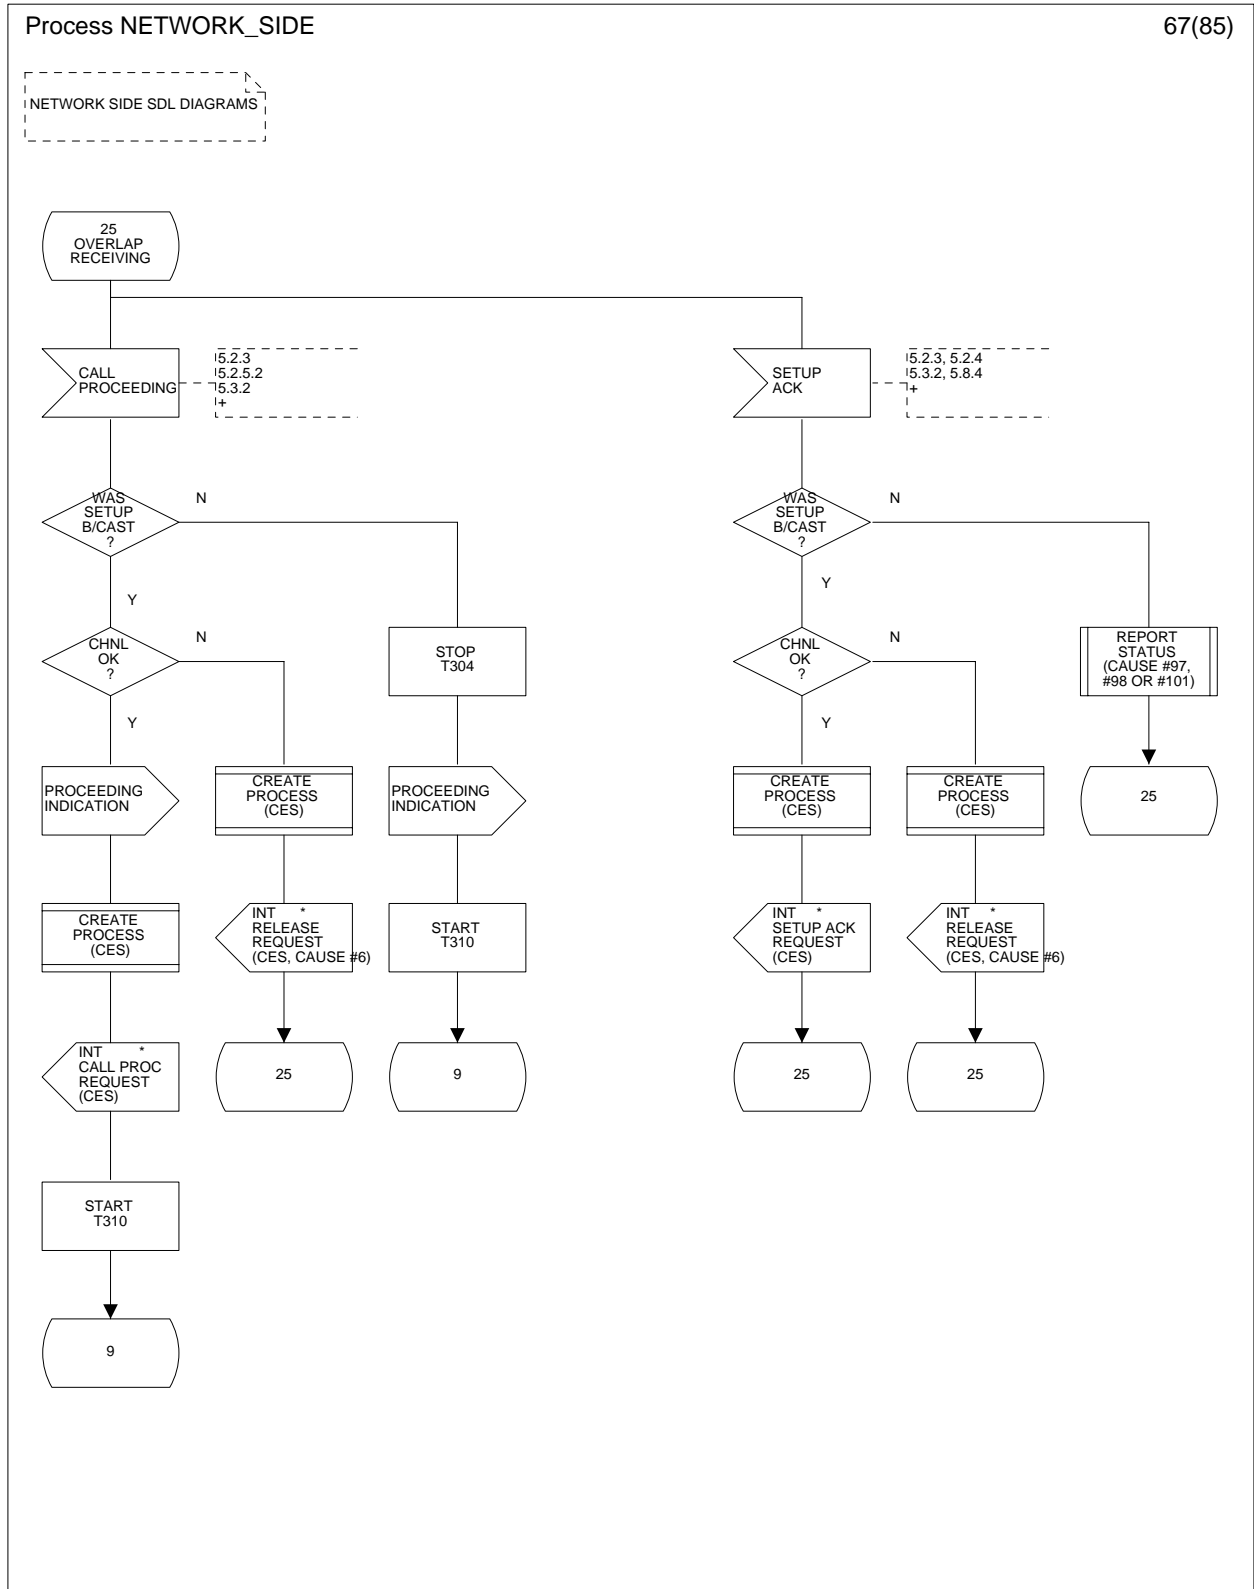 Process NETWORK_SIDE
67(85)
NETWORK SIDE SDL DIAGRAMS
25
OVERLAP
RECEIVING
CALL
PROCEEDING
5.2.3
5.2.5.2
5.3.2
+
SETUP
ACK
5.2.3, 5.2.4
5.3.2, 5.8.4
+
WAS
SETUP
B/CAST
?
N
Y
WAS
SETUP
B/CAST
?
N
Y
CHNL
OK
?
N
Y
STOP
T304
CHNL
OK
?
N
Y
REPORT
STATUS
(CAUSE #97,
#98 OR #101)
PROCEEDING
INDICATION
CREATE
PROCESS
(CES)
PROCEEDING
INDICATION
CREATE
PROCESS
(CES)
CREATE
PROCESS
(CES)
25
CREATE
PROCESS
(CES)
INT *
RELEASE
REQUEST
(CES, CAUSE #6)
START
T310
INT *
SETUP ACK
REQUEST
(CES)
INT *
RELEASE
REQUEST
(CES, CAUSE #6)
INT *
CALL PROC
REQUEST
(CES)
25
9
25
25
START
T310
9